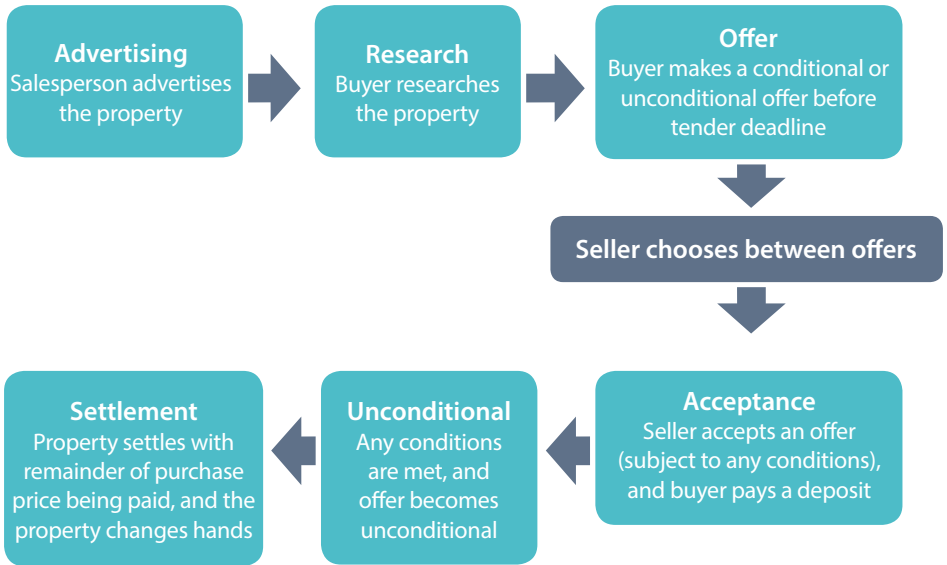 Advertising
Salesperson advertises
the property
Research
Buyer researches
the property
Offer
Buyer makes a conditional or
unconditional offer before
tender deadline
Seller chooses between offers
Acceptance
Seller accepts an offer
(subject to any conditions),
and buyer pays a deposit
Unconditional
Any conditions
are met, and
offer becomes
unconditional
Settlement
Property settles with
remainder of purchase
price being paid, and the
property changes hands